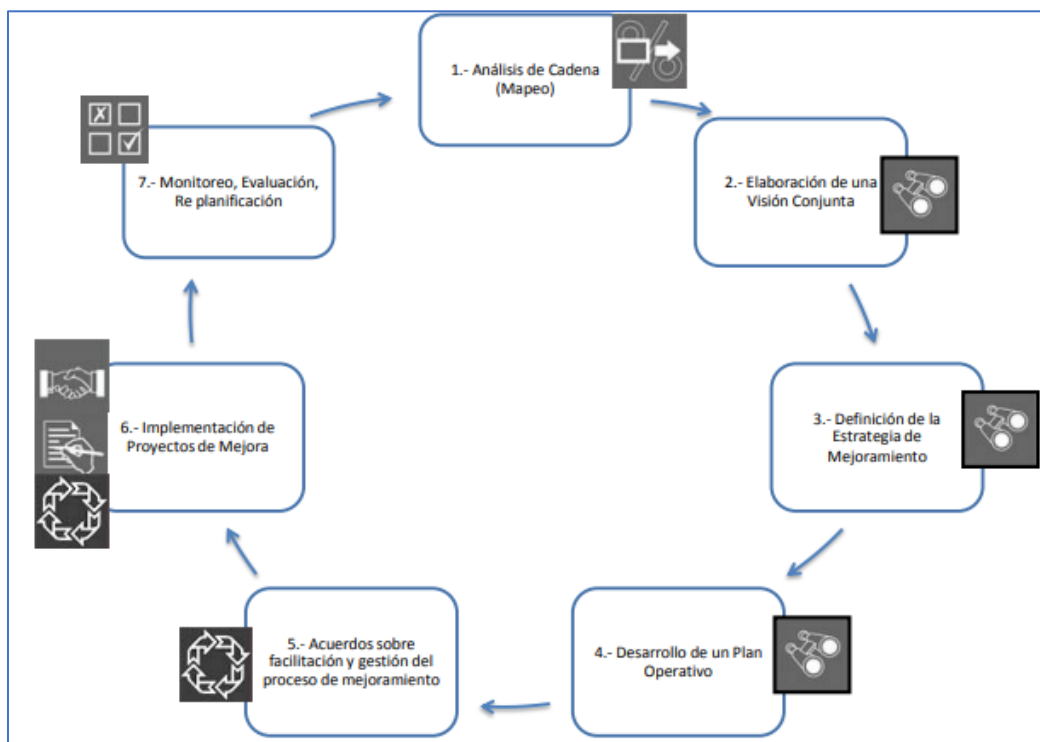 1.- Análisis de Cadena
(Mapeo)
2.- Elaboración de una
Visión Conjunta
3.- Definición de la
Estrategia de
Mejoramiento
4.- Desarrollo de un Plan
Operativo
5.- Acuerdos sobre
facilitación y gestión del
proceso de mejoramiento
6.- Implementación de
Proyectos de Mejora
7.- Monitoreo, Evaluación,
Re planificación